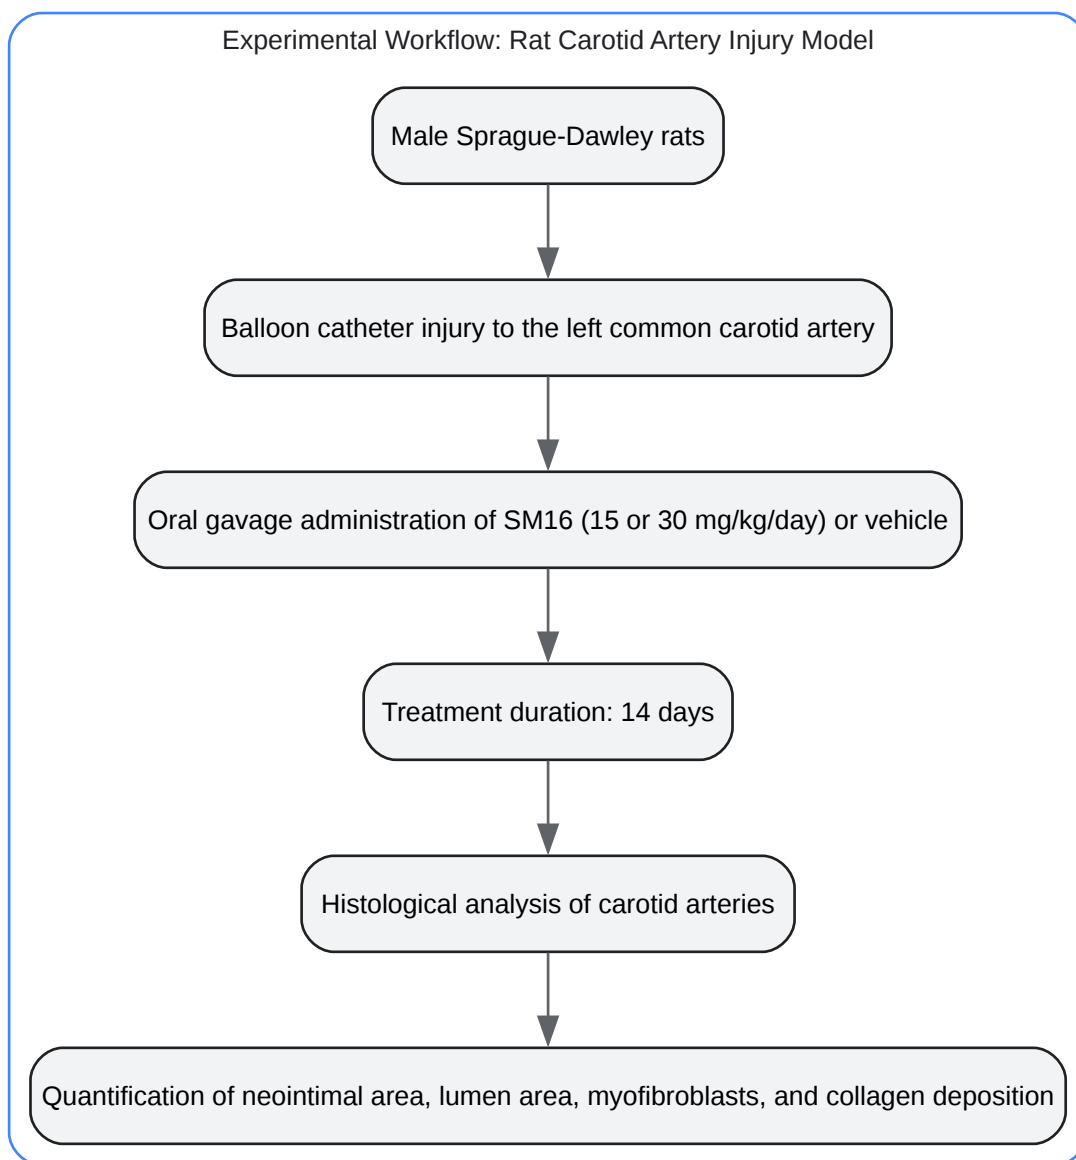 Experimental Workflow: Rat Carotid Artery Injury Model
Male Sprague-Dawley rats
Balloon catheter injury to the left common carotid artery
Oral gavage administration of SM16 (15 or 30 mg/kg/day) or vehicle
Treatment duration: 14 days
Histological analysis of carotid arteries
Quantification of neointimal area, lumen area, myofibroblasts, and collagen deposition